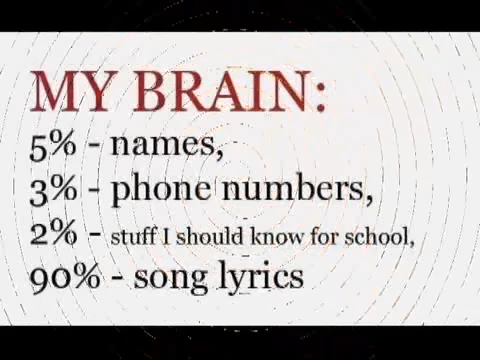 MY BRAIN:
5% - names,
3% - phone numbers,
2% - stuff I should know for school,
90% - song lyrics